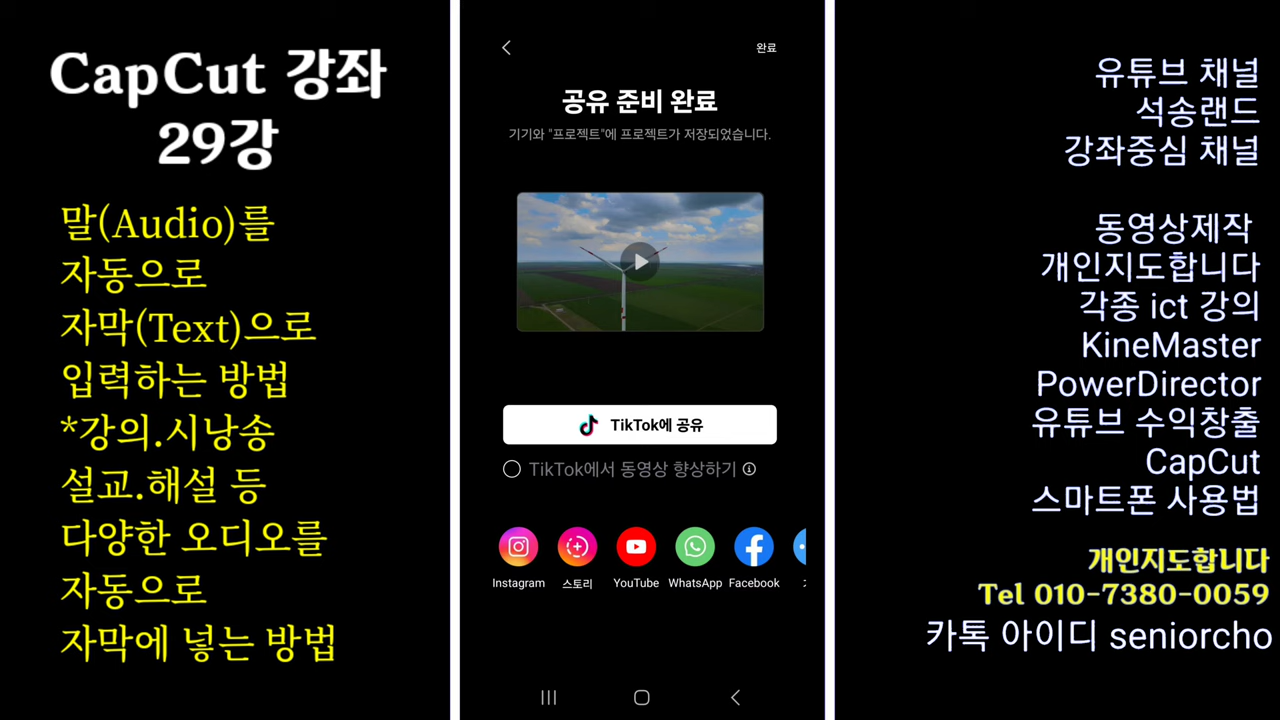 CapCut 강좌
29강
말(Audio)를
자동으로
자막(Text)으로
입력하는 방법
*강의.시낭송
설교.해설 등
다양한 오디오를
자동으로
자막에 넣는 방법
완료
공유 준비 완료
기기와 "프로젝트"에 프로젝트가 저장되었습니다.
TikTok에 공유
TikTok에서 동영상 향상하기
Instagram
스토리
YouTube
WhatsApp
Facebook
유튜브 채널
석송랜드
강좌중심 채널
동영상제작
개인지도합니다
각종 ict 강의
KineMaster
PowerDirector
유튜브 수익창출
CapCut
스마트폰 사용법
개인지도합니다
Tel 010-7380-0059
카톡 아이디 seniorcho